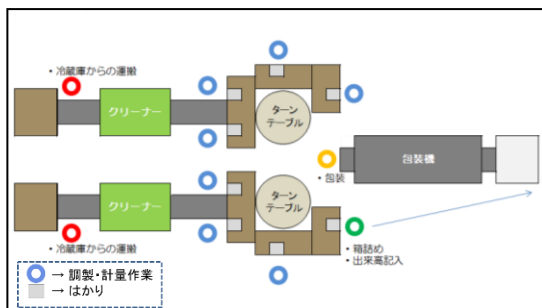 ・冷蔵庫からの運搬
クリーナー
ターン
テーブル
包装機
・包装
クリーナー
ターン
テーブル
・箱詰め
・出来高記入
・冷蔵庫からの運搬
→ 調製・計量作業
→ はかり